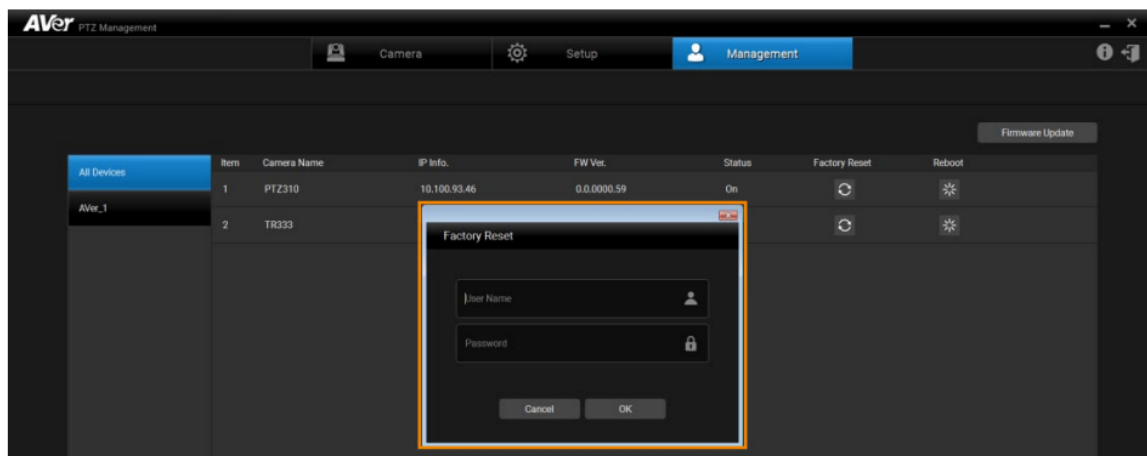 AVer PTZ Management
Camera Setup Management
Firmware Update
All Devices
AVer_1
Item Camera Name IP Info. FW Ver. Status Factory Reset Reboot
1 PTZ310 10.100.93.46 0.0.0000.59 On
2 TR333
Factory Reset
User Name
Password
Cancel OK